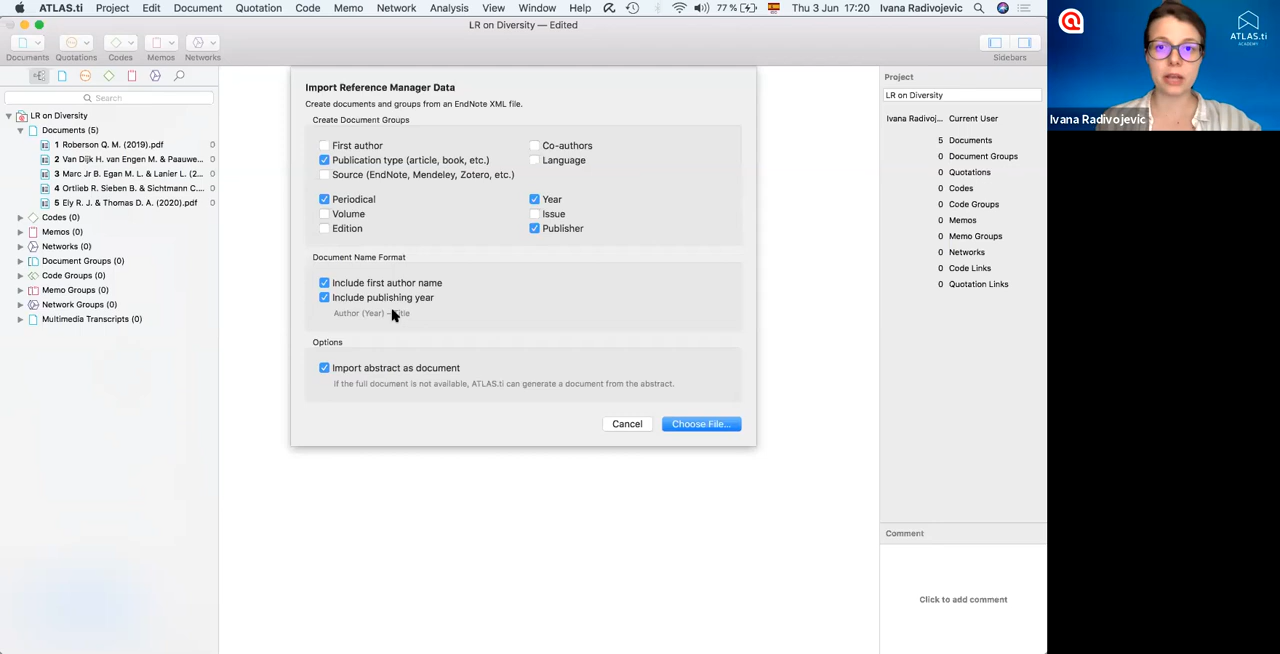 ATLAS.ti Project Edit Document Quotation Code Memo Network Analysis View Window Help 77 % Thu 3 Jun 17:20 Ivana Radivojevic
LR on Diversity — Edited
Documents Quotations Codes Memos Networks Sidebars
Search
LR on Diversity
Documents (5)
1 Roberson Q. M. (2019).pdf 0
2 Van Dijk H. van Engen M. & Paauwe... 0
3 Marc Jr B. Egan M. L. & Lanier L. (2... 0
4 Ortlieb R. Sieben B. & Sichtmann C.... 0
5 Ely R. J. & Thomas D. A. (2020).pdf 0
Codes (0)
Memos (0)
Networks (0)
Document Groups (0)
Code Groups (0)
Memo Groups (0)
Network Groups (0)
Multimedia Transcripts (0)
Import Reference Manager Data
Create documents and groups from an EndNote XML file.
Create Document Groups
First author Co-authors
Publication type (article, book, etc.) Language
Source (EndNote, Mendeley, Zotero, etc.)
Periodical Year
Volume Issue
Edition Publisher
Document Name Format
Include first author name
Include publishing year
Author (Year) –
Options
Import abstract as document
If the full document is not available, ATLAS.ti can generate a document from the abstract.
Cancel Choose File...
Project
LR on Diversity
Ivana Radivoj... Current User
5 Documents
0 Document Groups
0 Quotations
0 Codes
0 Code Groups
0 Memos
0 Memo Groups
0 Networks
0 Code Links
0 Quotation Links
Comment
Click to add comment
ATLAS.ti
ACADEMY
Ivana Radivojevic